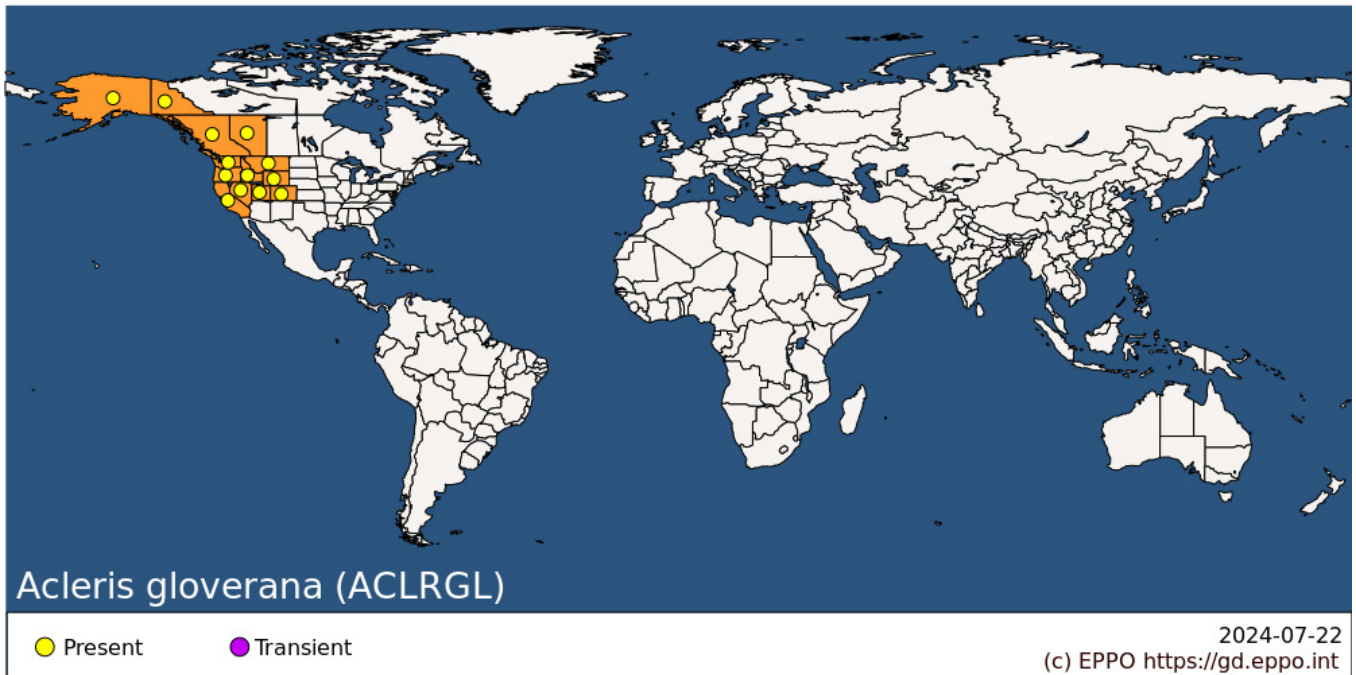 Acleris gloverana (ACLRGL)
Present
Transient
2024-07-22
(c) EPPO https://gd.eppo.int